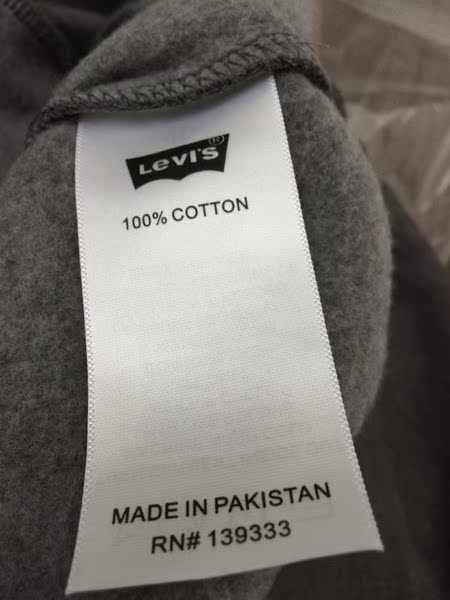 LEVI'S®
100% COTTON
MADE IN PAKISTAN
RN# 139333